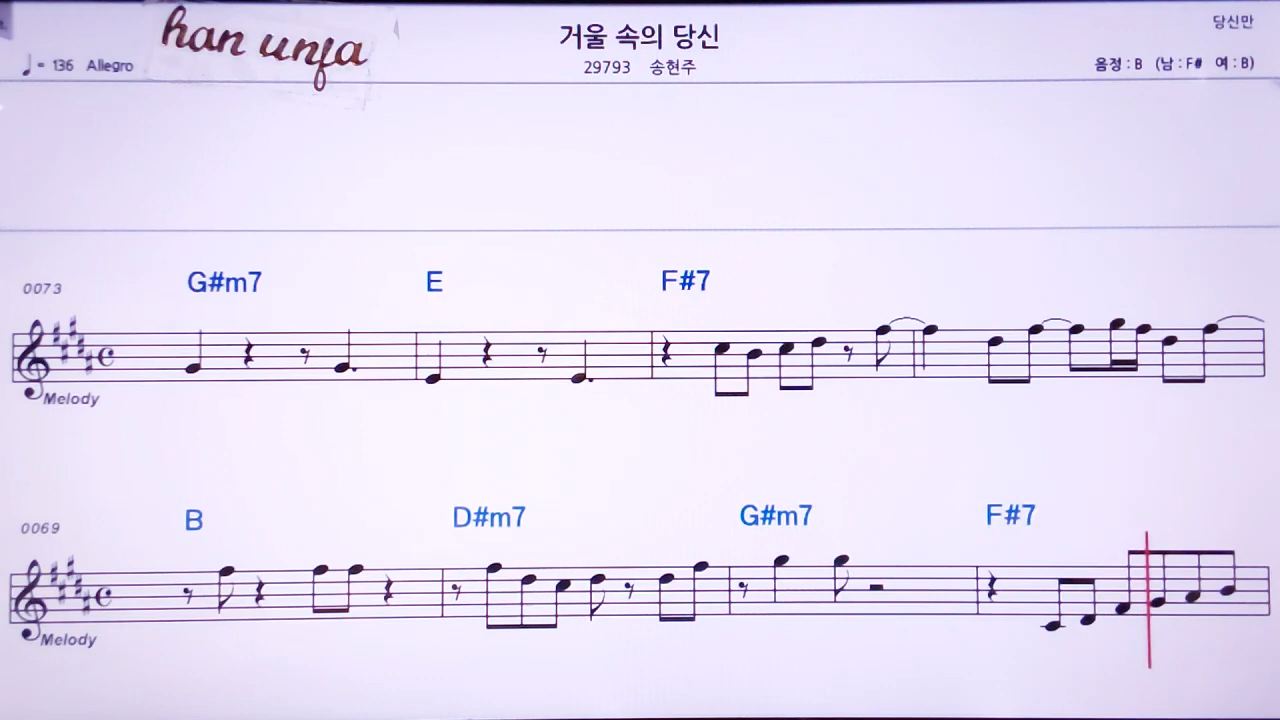 han unfa
거울 속의 당신
당신만
♩ = 136 Allegro
29793 송현주
음정 : B (남 : F# 여 : B)
0073
G#m7 E F#7
Melody
0069
B D#m7 G#m7 F#7
Melody